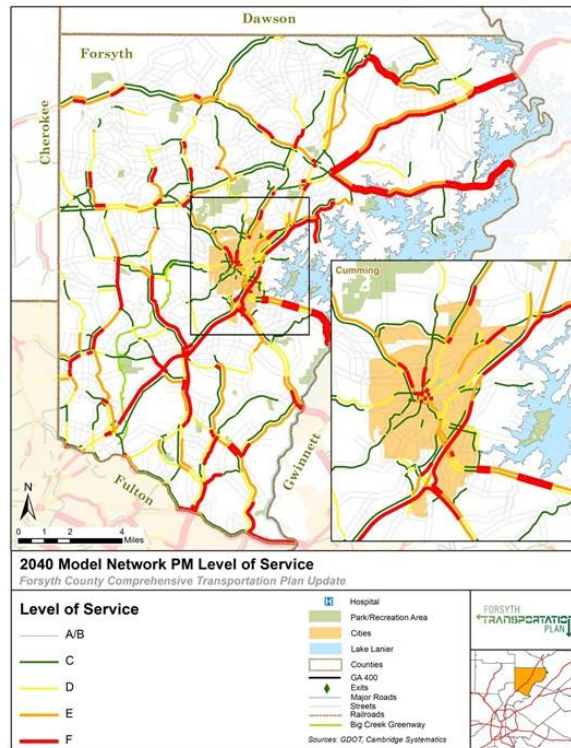 Dawson
Forsyth
Cherokee
Cumming
Gwinnett
Fulton
N
0 1 2 4
Miles
2040 Model Network PM Level of Service
Forsyth County Comprehensive Transportation Plan Update
Level of Service
A/B
C
D
E
F
H Hospital
Park/Recreation Area
Cities
Lake Lanier
Counties
GA 400
Exits
Major Roads
Streets
Railroads
Big Creek Greenway
Sources: GDOT, Cambridge Systematics
FORSYTH
TRANSPORTATION
PLAN